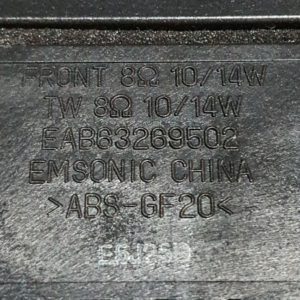 FRONT 8Ω 10/14W
TW 8Ω 10/14W
EAB63269502
EMSONIC CHINA
>ABS-GF20<